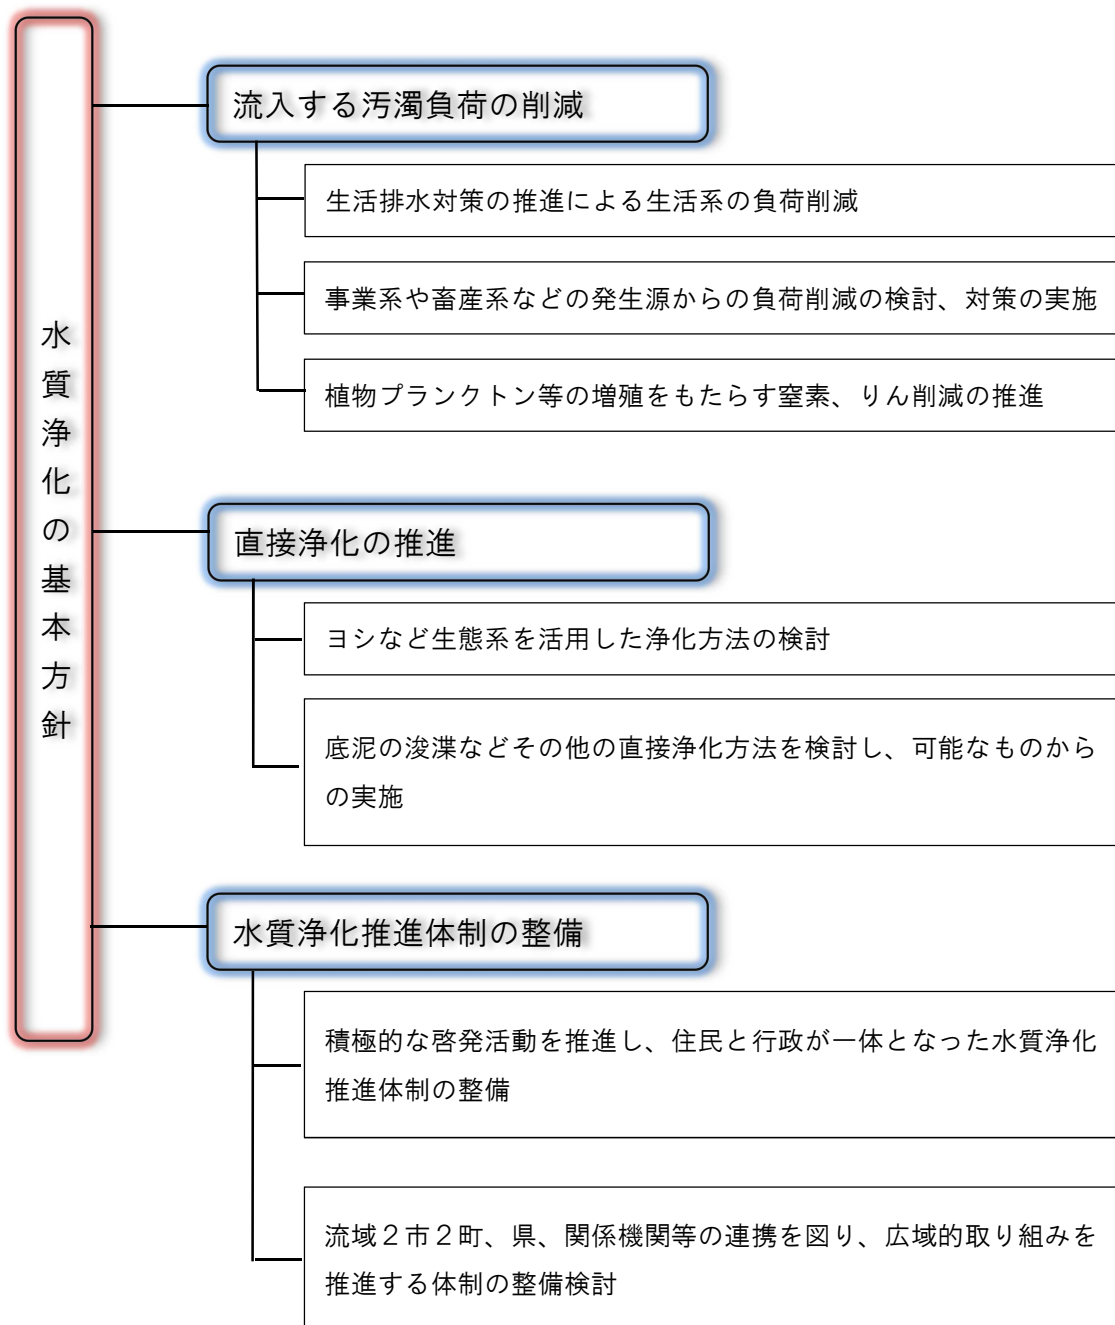 水質浄化の基本方針
流入する汚濁負荷の削減
生活排水対策の推進による生活系の負荷削減
事業系や畜産系などの発生源からの負荷削減の検討、対策の実施
植物プランクトン等の増殖をもたらす窒素、りん削減の推進
直接浄化の推進
ヨシなど生態系を活用した浄化方法の検討
底泥の浚渫などその他の直接浄化方法を検討し、可能なものから
の実施
水質浄化推進体制の整備
積極的な啓発活動を推進し、住民と行政が一体となった水質浄化
推進体制の整備
流域２市２町、県、関係機関等の連携を図り、広域的取り組みを
推進する体制の整備検討